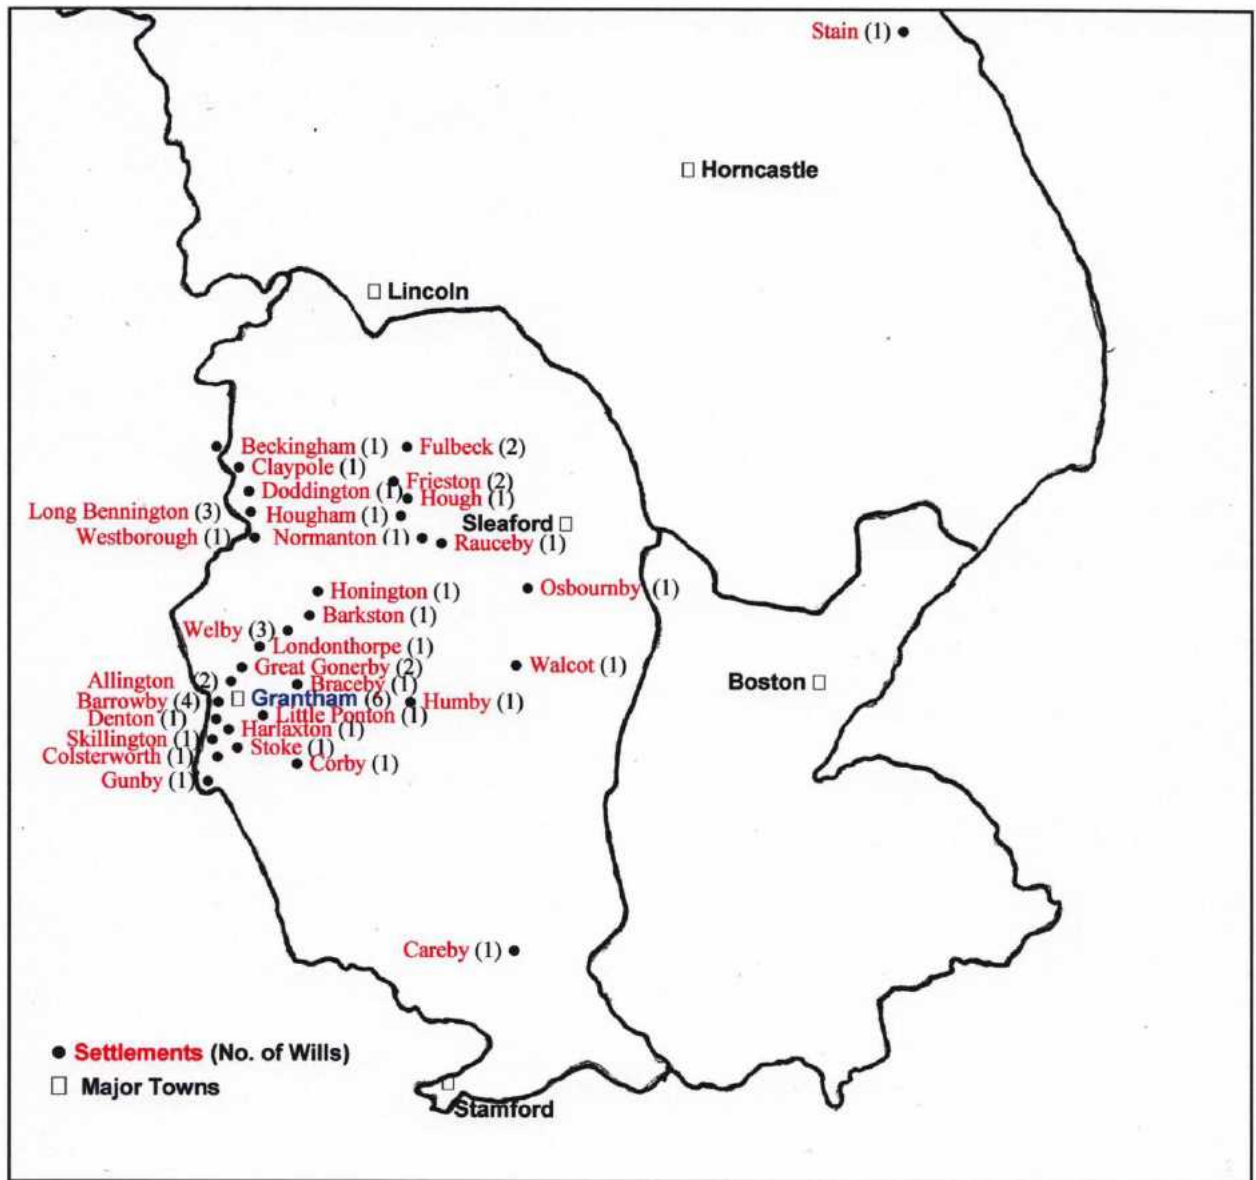 Stain (1)
Horncastle
Lincoln
Beckingham (1)
Fulbeck (2)
Claypole (1)
Frieston (2)
Doddington (1)
Hough (1)
Long Bennington (3)
Hougham (1)
Sleaford
Westborough (1)
Normanton (1)
Rauceby (1)
Honington (1)
Osbournby (1)
Barkston (1)
Welby (3)
Londonthorpe (1)
Great Gonerby (2)
Walcot (1)
Allington (2)
Braceby (1)
Boston
Barrowby (4)
Grantham (6)
Humby (1)
Denton (1)
Little Ponton (1)
Harlaxton (1)
Skillington (1)
Stoke (1)
Colsterworth (1)
Corby (1)
Gunby (1)
Careby (1)
Settlements (No. of Wills)
Major Towns
Stamford